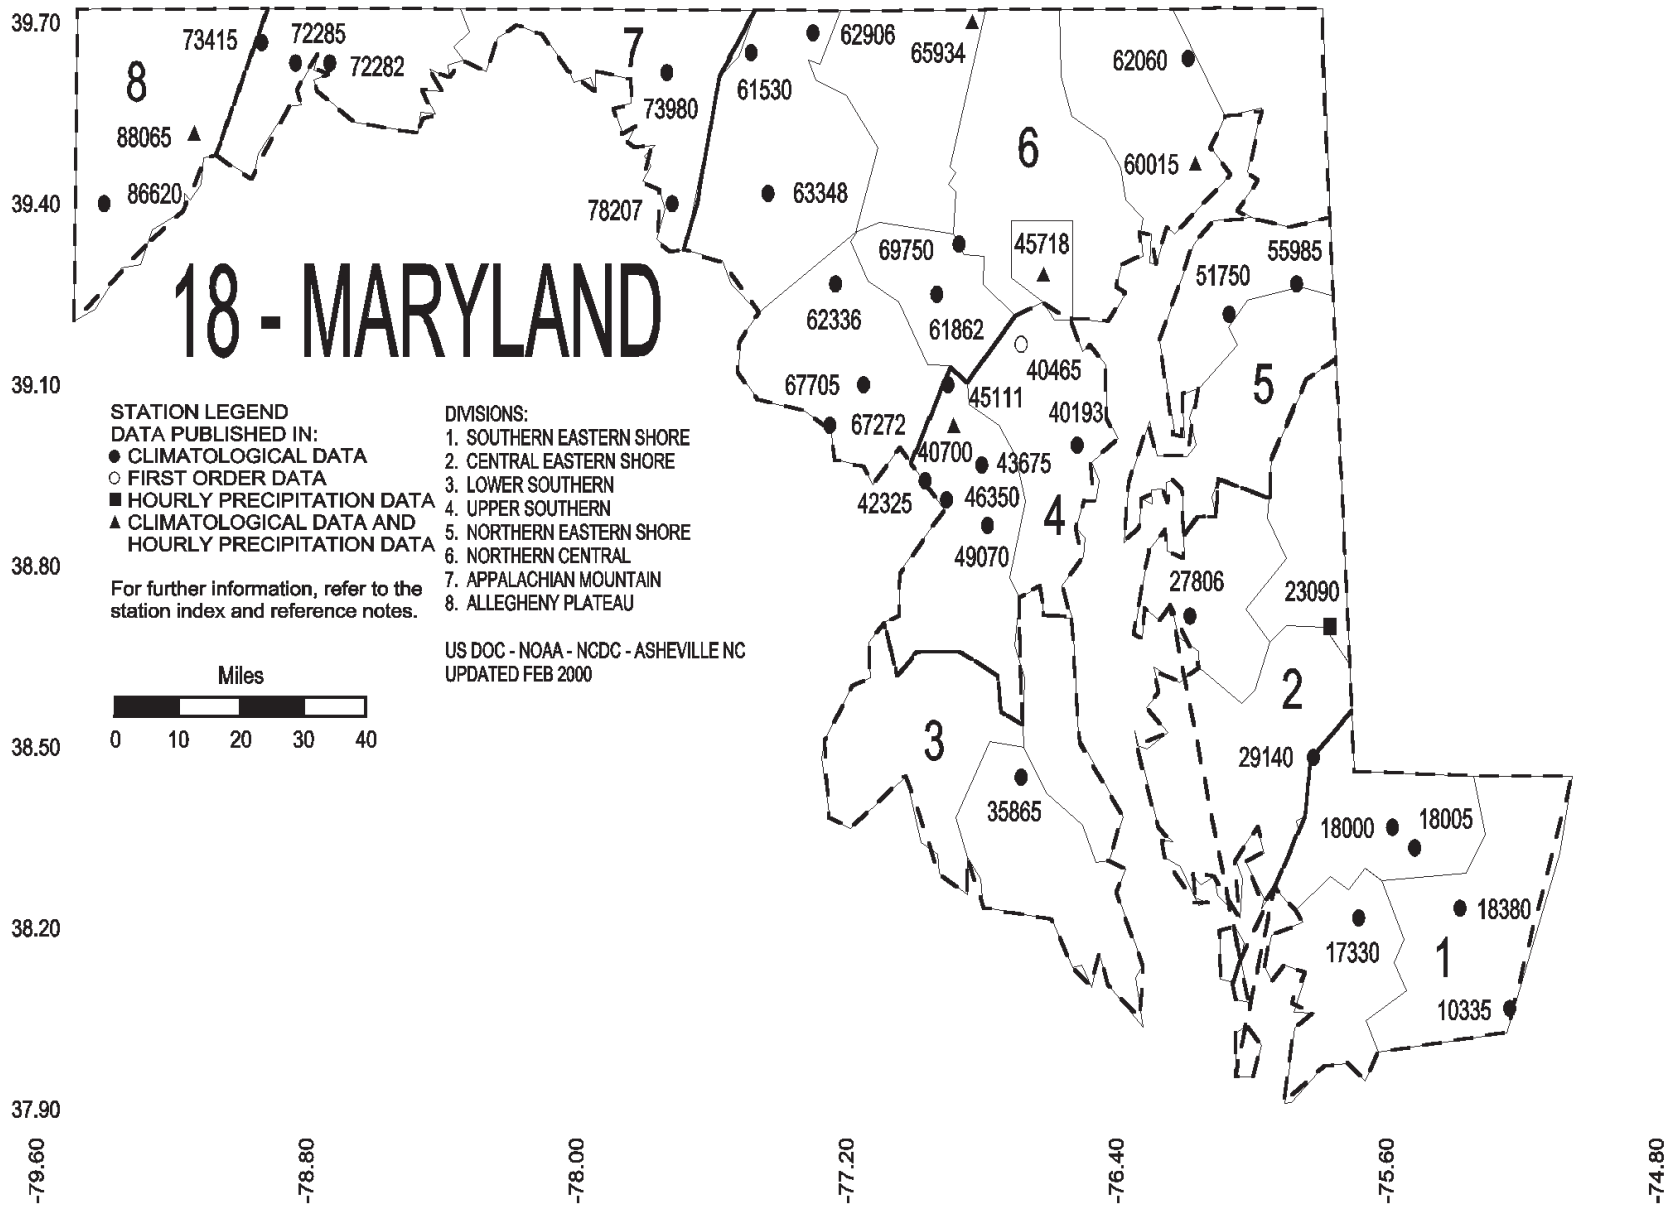 39.70
73415
72285
72282
7
62906
65934
62060
8
61530
73980
88065
6
60015
86620
63348
39.40
78207
69750
45718
55985
51750
18 - MARYLAND
62336
61862
40465
39.10
67705
45111
5
STATION LEGEND
DATA PUBLISHED IN:
CLIMATOLOGICAL DATA
FIRST ORDER DATA
HOURLY PRECIPITATION DATA
CLIMATOLOGICAL DATA AND
HOURLY PRECIPITATION DATA
For further information, refer to the
station index and reference notes.
DIVISIONS:
1. SOUTHERN EASTERN SHORE
2. CENTRAL EASTERN SHORE
3. LOWER SOUTHERN
4. UPPER SOUTHERN
5. NORTHERN EASTERN SHORE
6. NORTHERN CENTRAL
7. APPALACHIAN MOUNTAIN
8. ALLEGHENY PLATEAU
US DOC - NOAA - NCDC - ASHEVILLE NC
UPDATED FEB 2000
40193
67272
40700
43675
42325
46350
4
49070
38.80
27806
23090
Miles
0 10 20 30 40
2
38.50
3
29140
35865
18000
18005
38.20
18380
17330
1
10335
37.90
-79.60
-78.80
-78.00
-77.20
-76.40
-75.60
-74.80